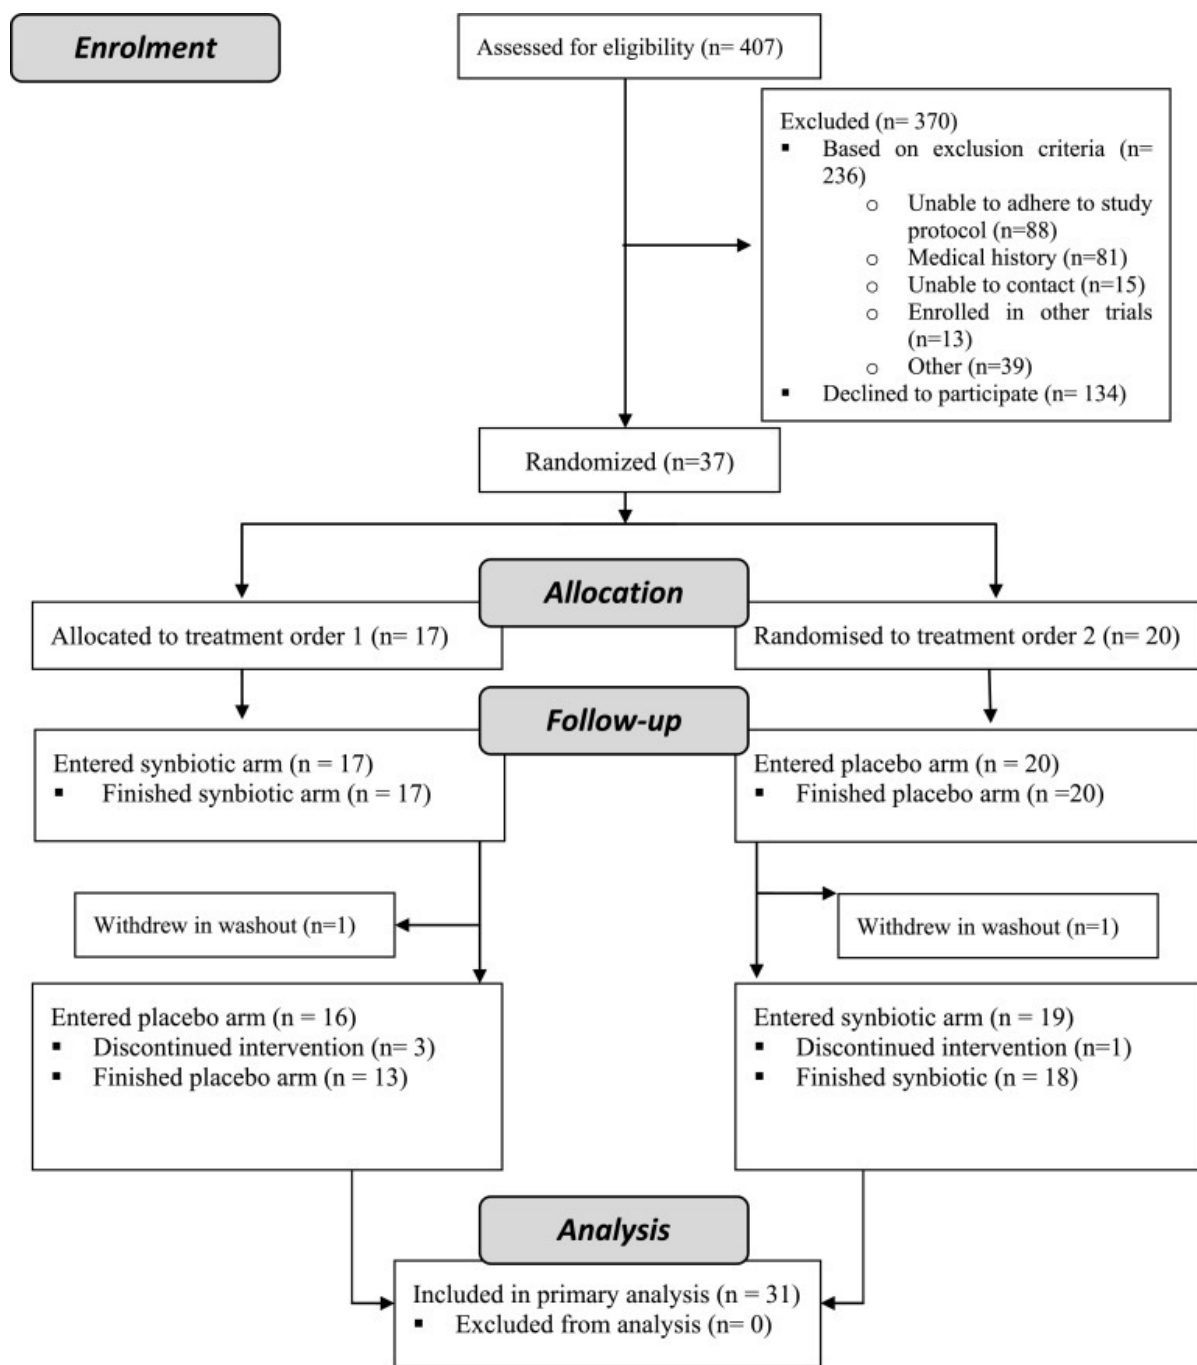 Enrolment
Assessed for eligibility (n= 407)
Excluded (n= 370)
▪ Based on exclusion criteria (n=
236)
o Unable to adhere to study
protocol (n=88)
o Medical history (n=81)
o Unable to contact (n=15)
o Enrolled in other trials
(n=13)
o Other (n=39)
▪ Declined to participate (n= 134)
Randomized (n=37)
Allocation
Allocated to treatment order 1 (n= 17)
Randomised to treatment order 2 (n= 20)
Follow-up
Entered synbiotic arm (n = 17)
▪ Finished synbiotic arm (n = 17)
Entered placebo arm (n = 20)
▪ Finished placebo arm (n =20)
Withdrew in washout (n=1)
Withdrew in washout (n=1)
Entered placebo arm (n = 16)
▪ Discontinued intervention (n= 3)
▪ Finished placebo arm (n = 13)
Entered synbiotic arm (n = 19)
▪ Discontinued intervention (n=1)
▪ Finished synbiotic (n = 18)
Analysis
Included in primary analysis (n = 31)
▪ Excluded from analysis (n= 0)